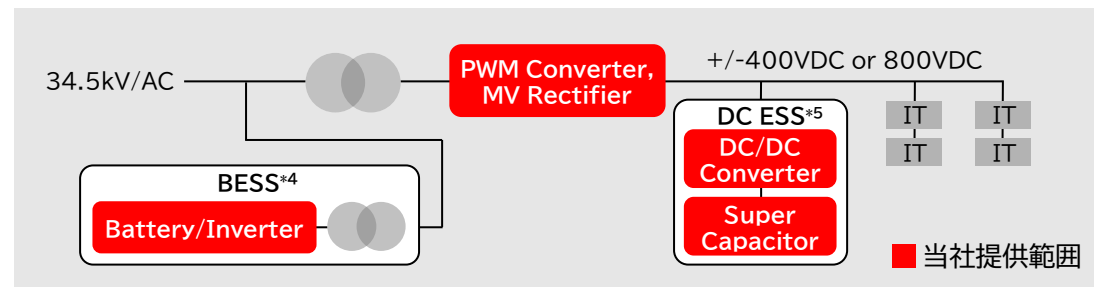 34.5kV/AC
PWM Converter,
MV Rectifier
+/-400VDC or 800VDC
BESS*4
Battery/Inverter
DC ESS*5
DC/DC
Converter
Super
Capacitor
IT IT
IT IT
当社提供範囲